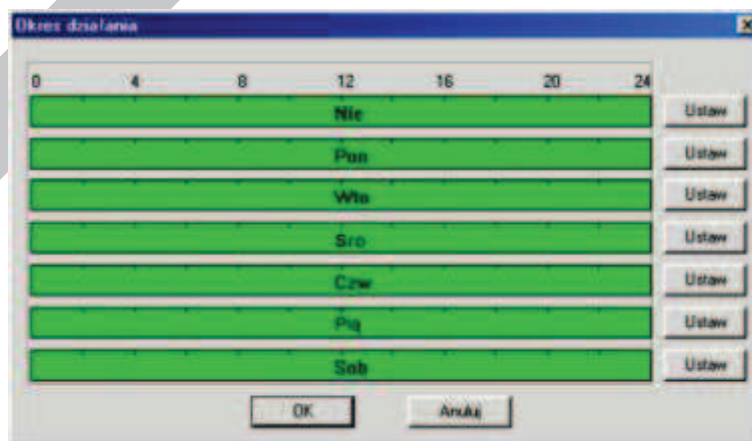 Okres działania
0 4 8 12 16 20 24
Nie Ustaw
Pon Ustaw
Wto Ustaw
Sro Ustaw
Czw Ustaw
Pią Ustaw
Sob Ustaw
OK Anuluj